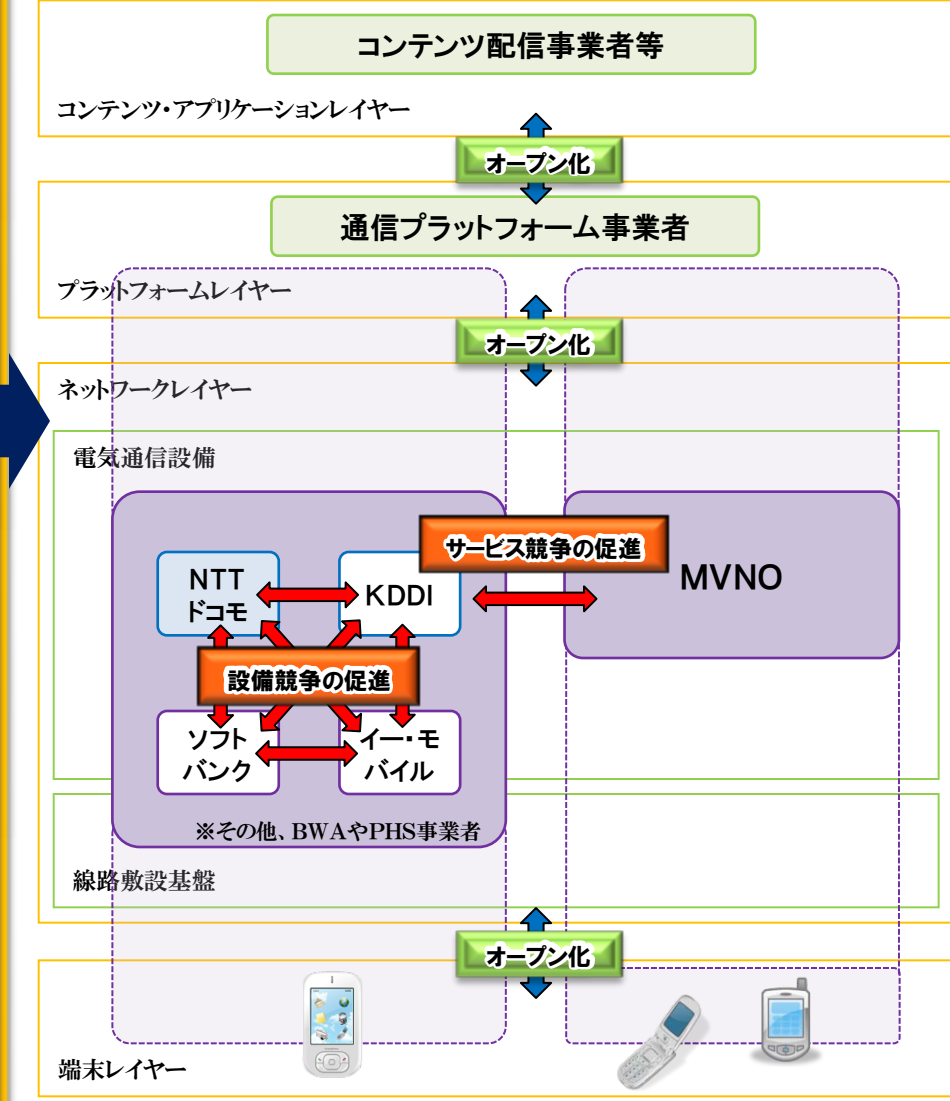 コンテンツ配信事業者等
コンテンツ・アプリケーションレイヤー
オープン化
通信プラットフォーム事業者
プラットフォームレイヤー
オープン化
ネットワークレイヤー
電気通信設備
サービス競争の促進
NTT
ドコモ
KDDI
MVNO
設備競争の促進
ソフト
バンク
イー・モ
バイル
※その他、BWAやPHS事業者
線路敷設基盤
オープン化
端末レイヤー